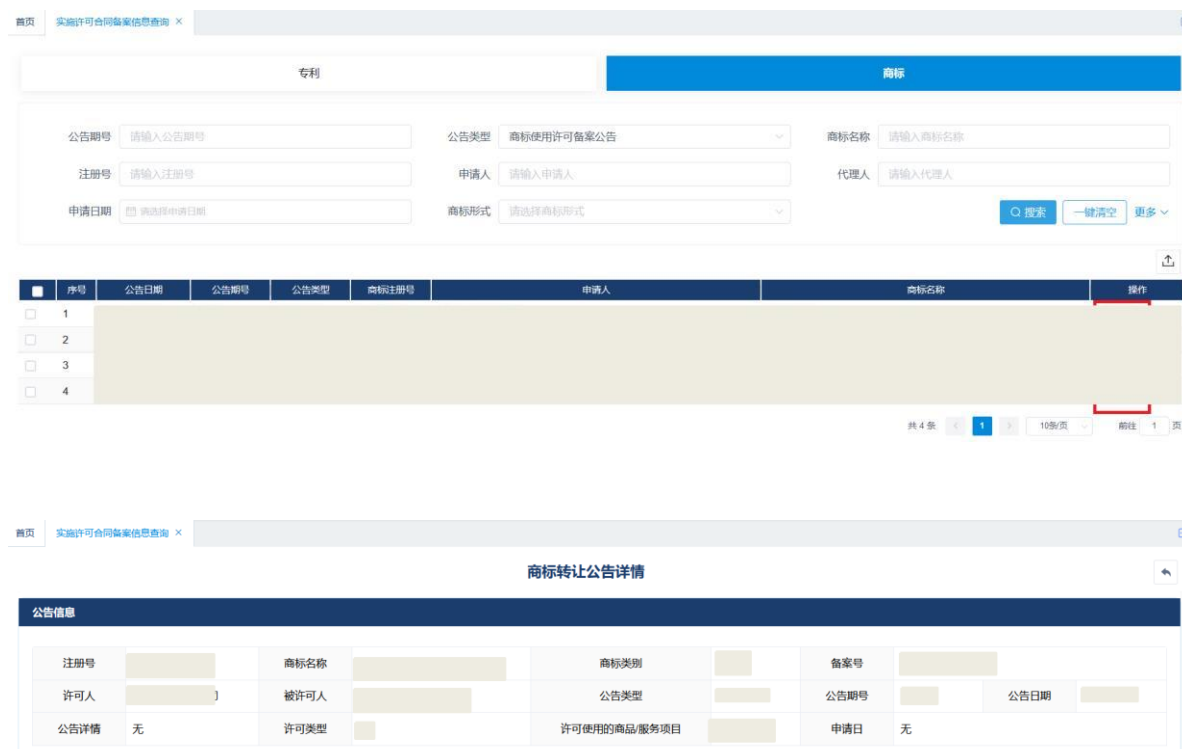 首页 实施许可合同备案信息查询 ×
专利 商标
公告期号 请输入公告期号 公告类型 商标使用许可备案公告 商标名称 请输入商标名称
注册号 请输入注册号 申请人 请输入申请人 代理人 请输入代理人
申请日期 请选择申请日期 商标形式 请选择商标形式 搜索 一键清空 更多
序号 公告日期 公告期号 公告类型 商标注册号 申请人 商标名称 操作
1
2
3
4
共 4 条 < 1 > 10条/页 前往 1 页
首页 实施许可合同备案信息查询 ×
商标转让公告详情
公告信息
注册号 商标名称 商标类别 备案号
许可人 被许可人 公告类型 公告期号 公告日期
公告详情 无 许可类型 许可使用的商品/服务项目 申请日 无